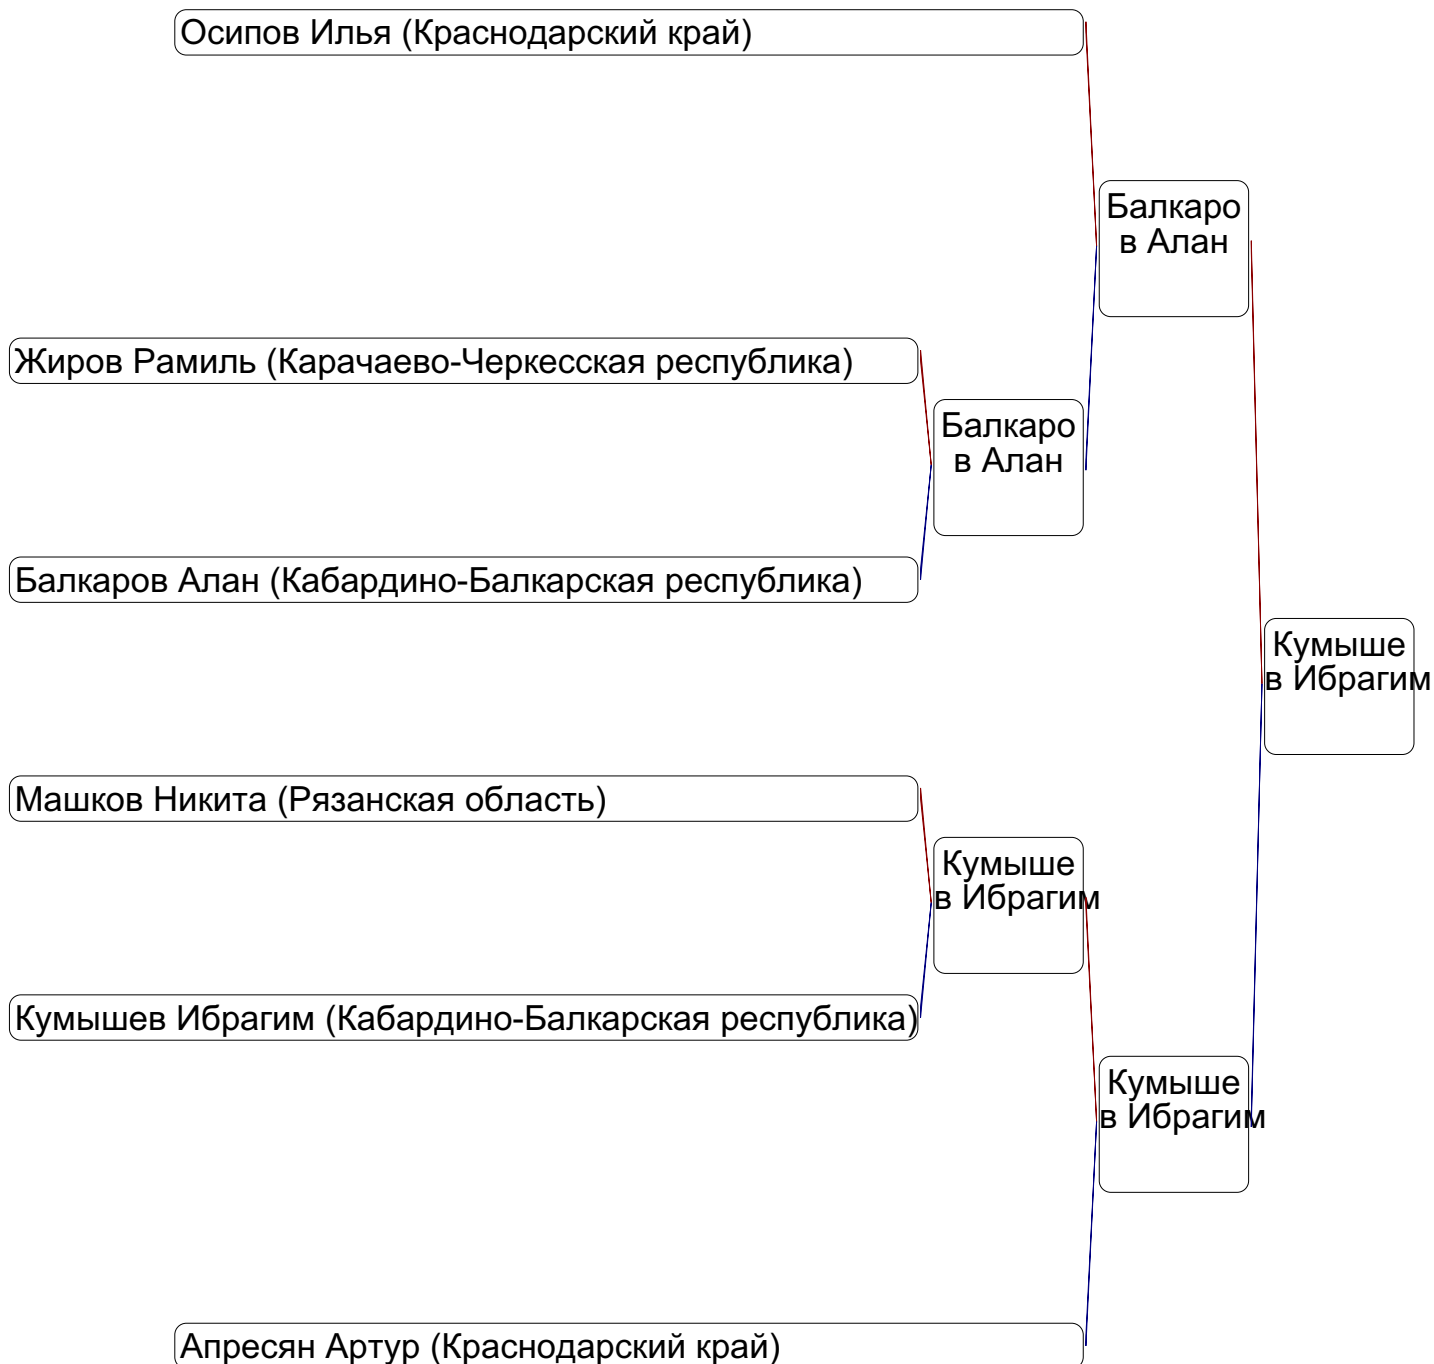 Осипов Илья (Краснодарский край)
Балкаро
в Алан
Жиров Рамиль (Карачаево-Черкесская республика)
Балкаро
в Алан
Балкаров Алан (Кабардино-Балкарская республика)
Кумыше
в Ибрагим
Машков Никита (Рязанская область)
Кумыше
в Ибрагим
Кумышев Ибрагим (Кабардино-Балкарская республика)
Кумыше
в Ибрагим
Апресян Артур (Краснодарский край)